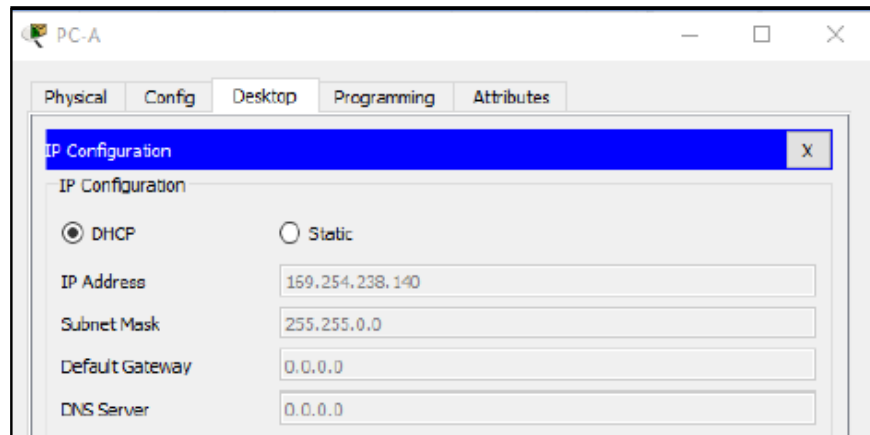 PC-A
Physical Config Desktop Programming Attributes
IP Configuration X
IP Configuration
DHCP Static
IP Address 169.254.238.140
Subnet Mask 255.255.0.0
Default Gateway 0.0.0.0
DNS Server 0.0.0.0